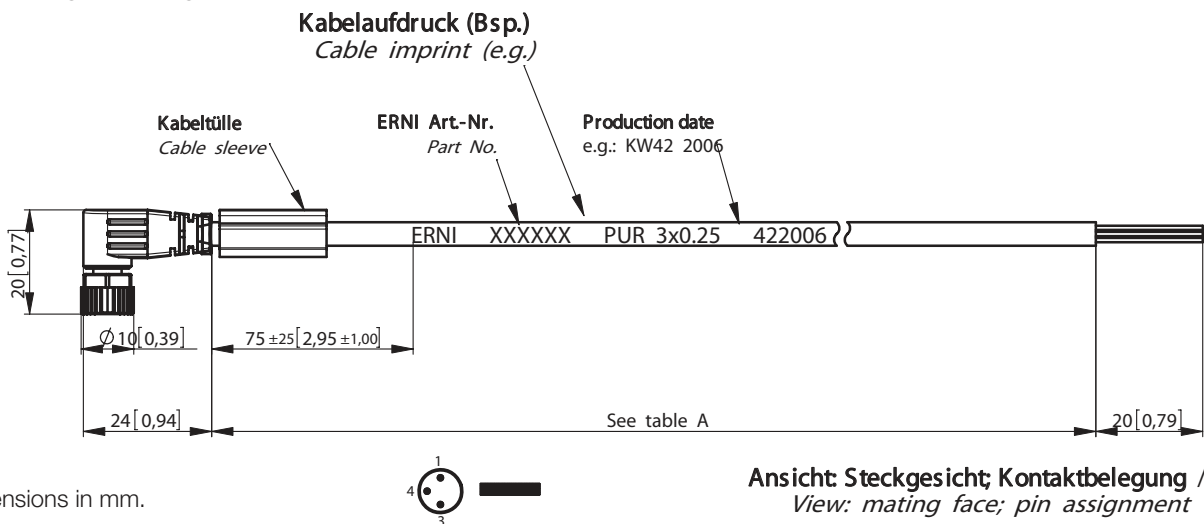 Kabelaufdruck (Bsp.)
Cable imprint (e.g.)
Kabeltülle
Cable sleeve
ERNI Art.-Nr.
Part No.
Production date
e.g.: KW42 2006
ERNI XXXXXX PUR 3x0.25 422006
20[0,77]
∅10[0,39]
75 ±25[2,95 ±1,00]
24[0,94]
See table A
20[0,79]
1
4
3
Ansicht: Steckgesicht; Kontaktbelegung /
View: mating face; pin assignment
ensions in mm.